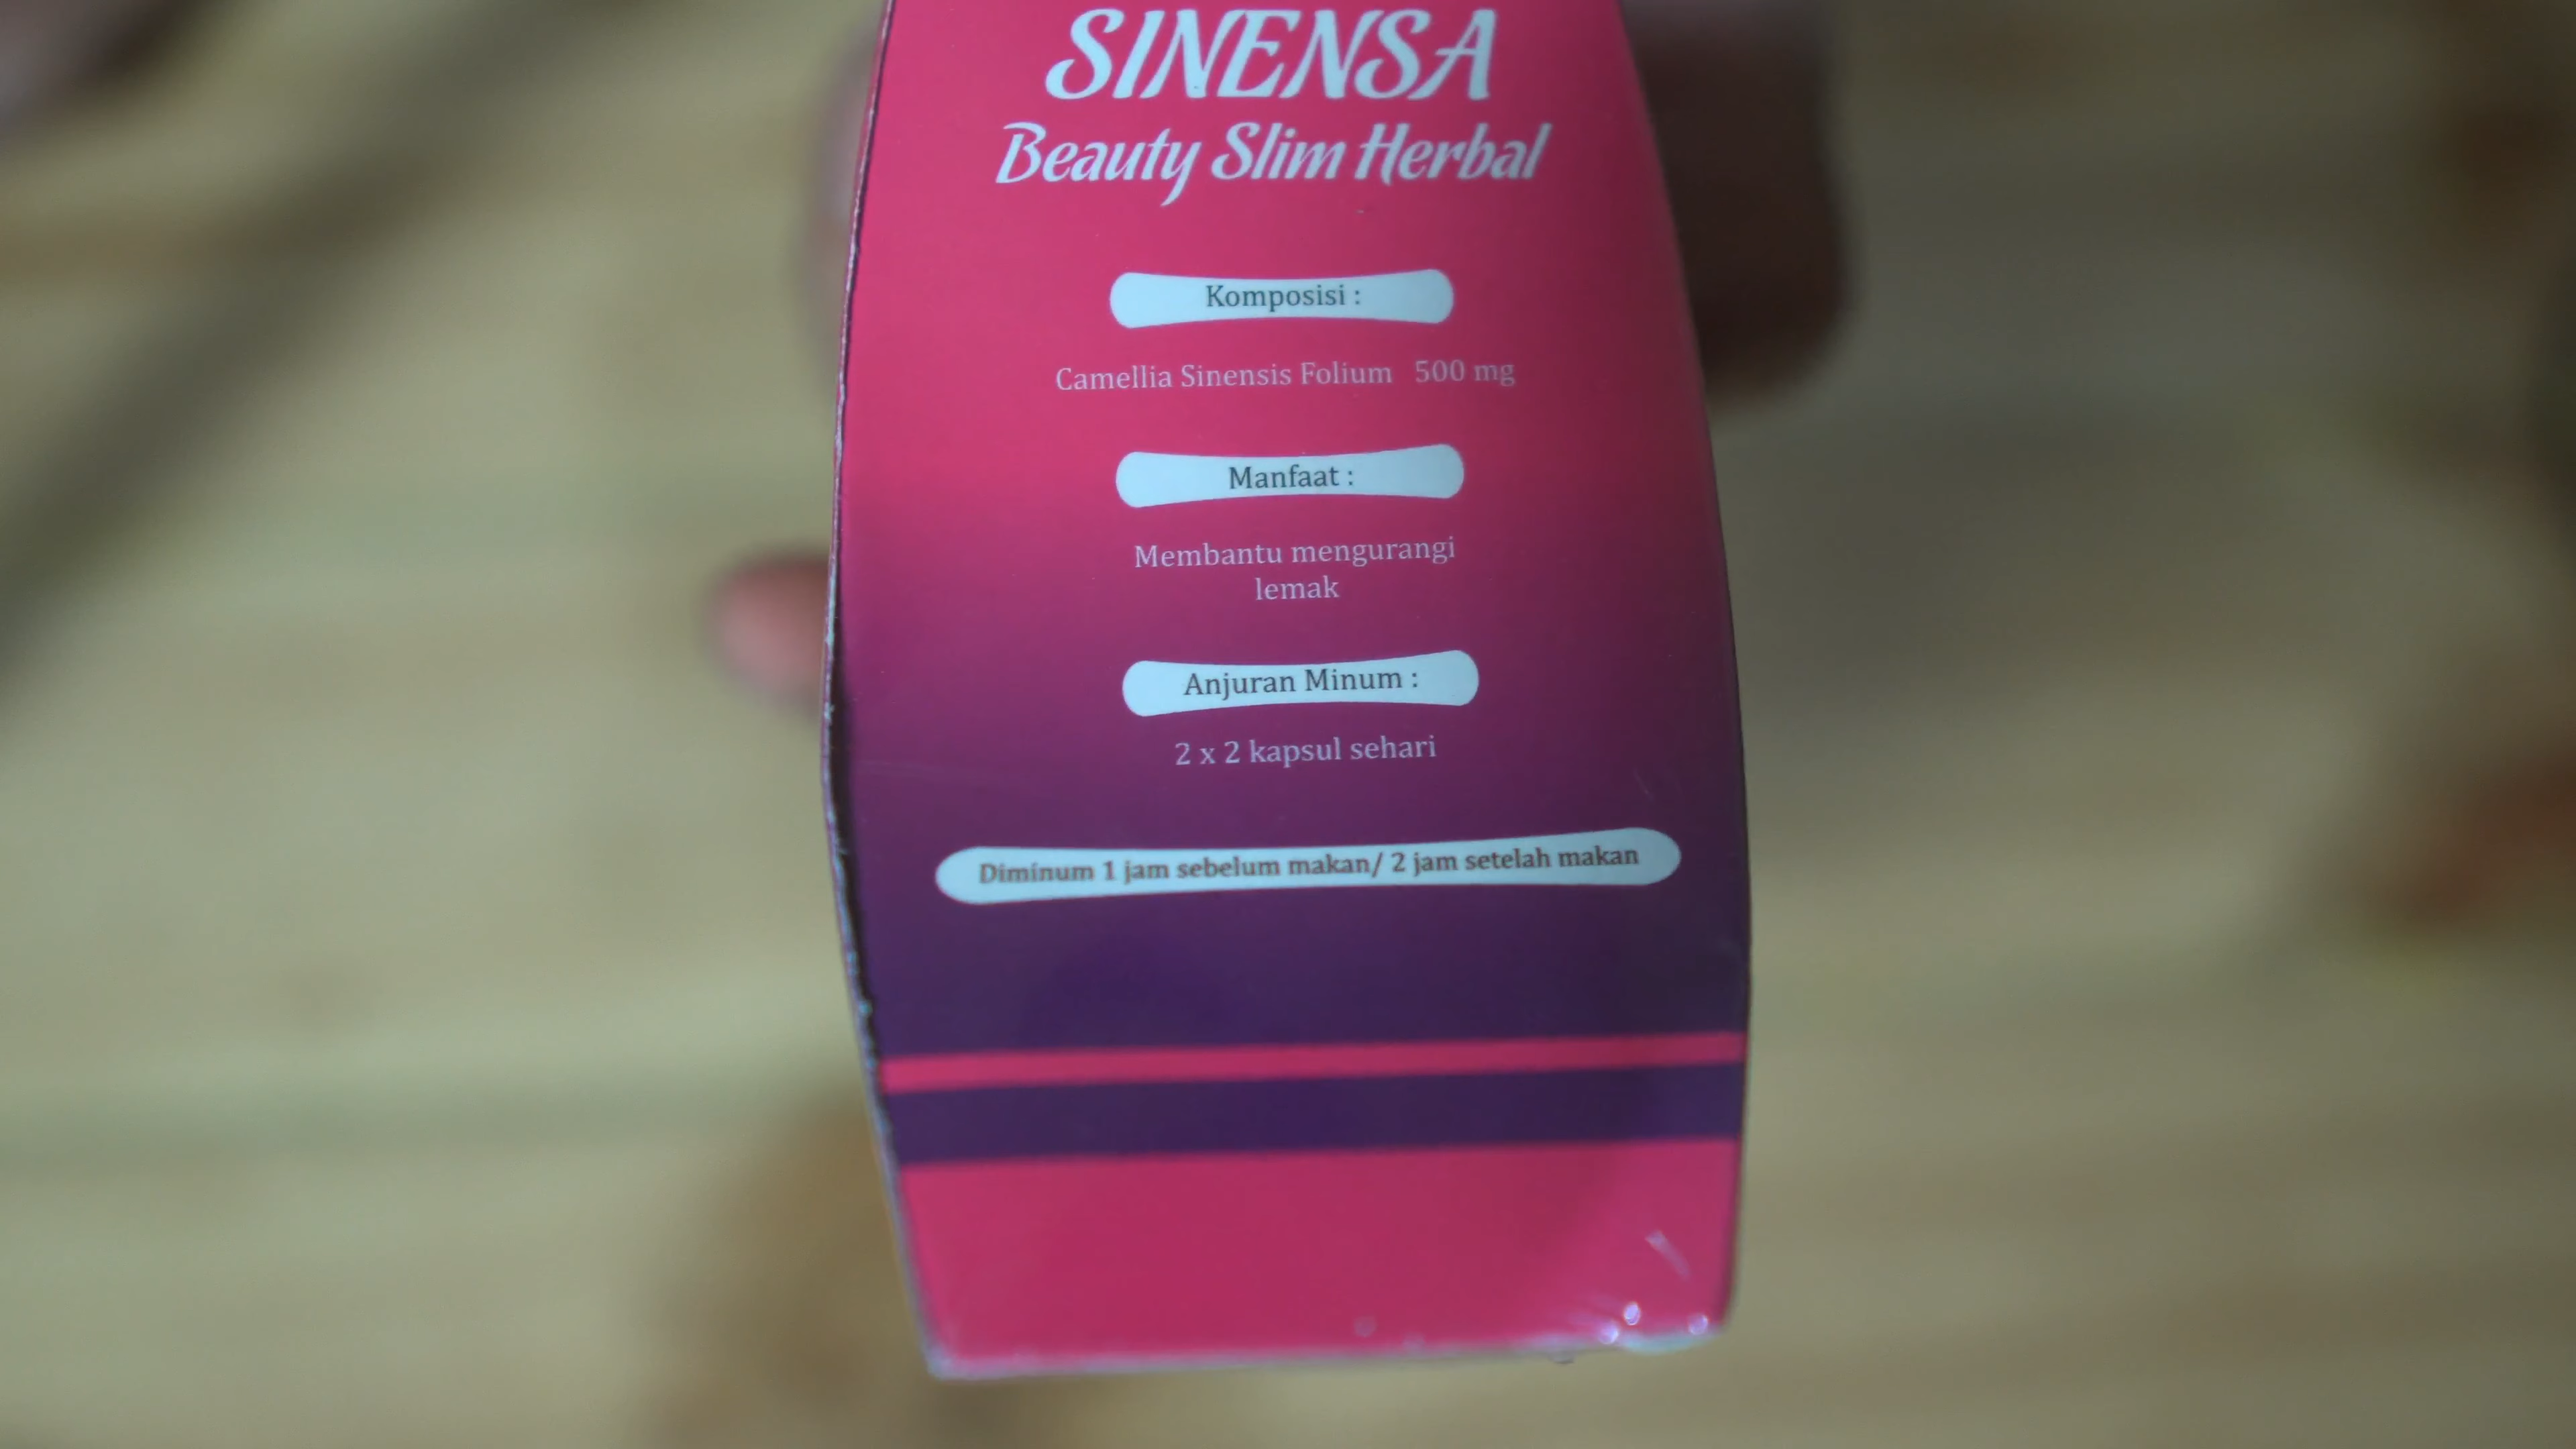 SINENSA
Beauty Slim Herbal
Komposisi :
Camellia Sinensis Folium 500 mg
Manfaat :
Membantu mengurangi
lemak
Anjuran Minum :
2 x 2 kapsul sehari
Diminum 1 jam sebelum makan/ 2 jam setelah makan